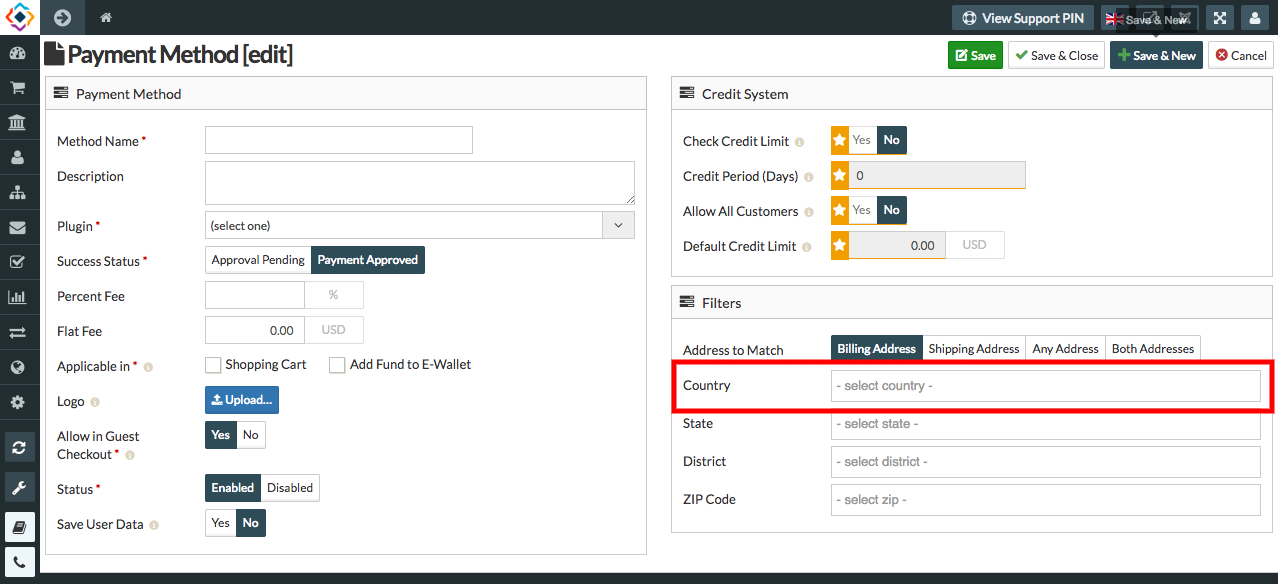 View Support PIN
Save & New
Payment Method [edit]
Save
Save & Close
Save & New
Cancel
Payment Method
Method Name *
Description
Plugin *
(select one)
Success Status *
Approval Pending
Payment Approved
Percent Fee
%
Flat Fee
0.00
USD
Applicable in *
Shopping Cart
Add Fund to E-Wallet
Logo
Upload...
Allow in Guest
Checkout *
Yes
No
Status *
Enabled
Disabled
Save User Data
Yes
No
Credit System
Check Credit Limit
Yes
No
Credit Period (Days)
0
Allow All Customers
Yes
No
Default Credit Limit
0.00
USD
Filters
Address to Match
Billing Address
Shipping Address
Any Address
Both Addresses
Country
- select country -
State
- select state -
District
- select district -
ZIP Code
- select zip -